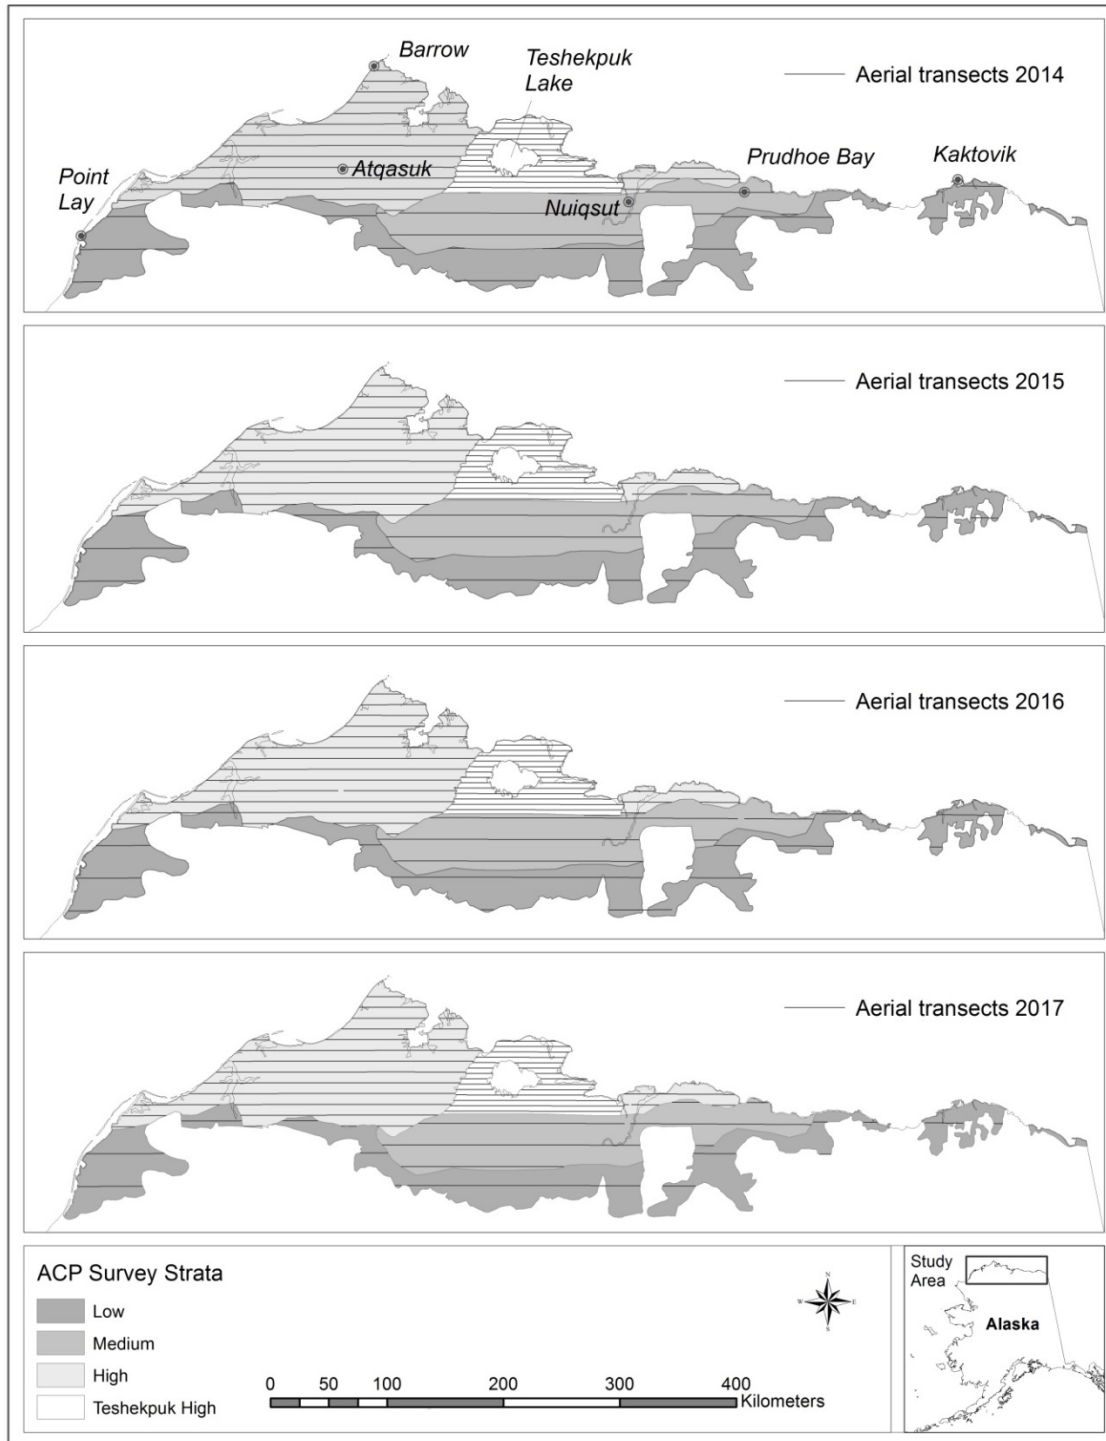 Barrow
Teshekpuk
Lake
Aerial transects 2014
Point
Lay
Atqasuk
Nuiqsut
Prudhoe Bay
Kaktovik
Aerial transects 2015
Aerial transects 2016
Aerial transects 2017
ACP Survey Strata
Low
Medium
High
Teshekpuk High
N
W E
S
0 50 100 200 300 400
Kilometers
Study
Area
Alaska